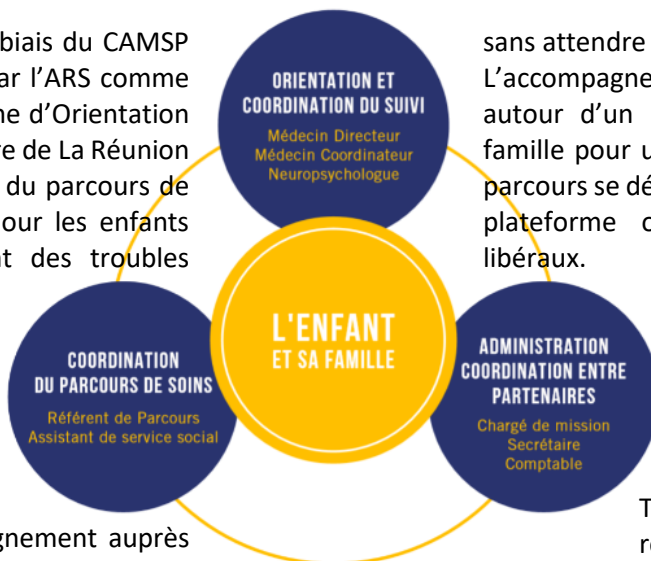 biais du CAMSP
ar l’ARS comme
ne d’Orientation
re de La Réunion
du parcours de
our les enfants
t des troubles
gnement auprès
ORIENTATION ET
COORDINATION DU SUIVI
Médecin Directeur
Médecin Coordinateur
Neuropsychologue
L'ENFANT
ET SA FAMILLE
COORDINATION
DU PARCOURS DE SOINS
Référent de Parcours
Assistant de service social
ADMINISTRATION
COORDINATION ENTRE
PARTENAIRES
Chargé de mission
Secrétaire
Comptable
sans attendre
L’accompagne
autour d’un
famille pour u
parcours se dé
plateforme c
libéraux.
T
re